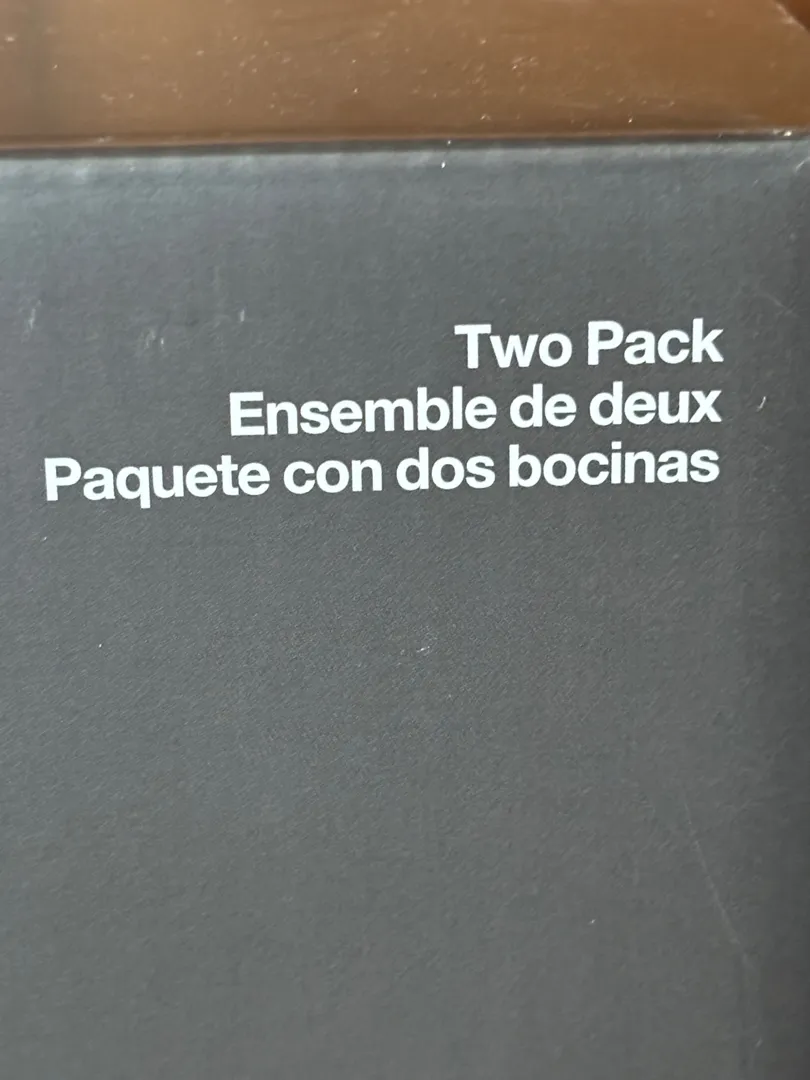 Two Pack
Ensemble de deux
Paquete con dos bocinas